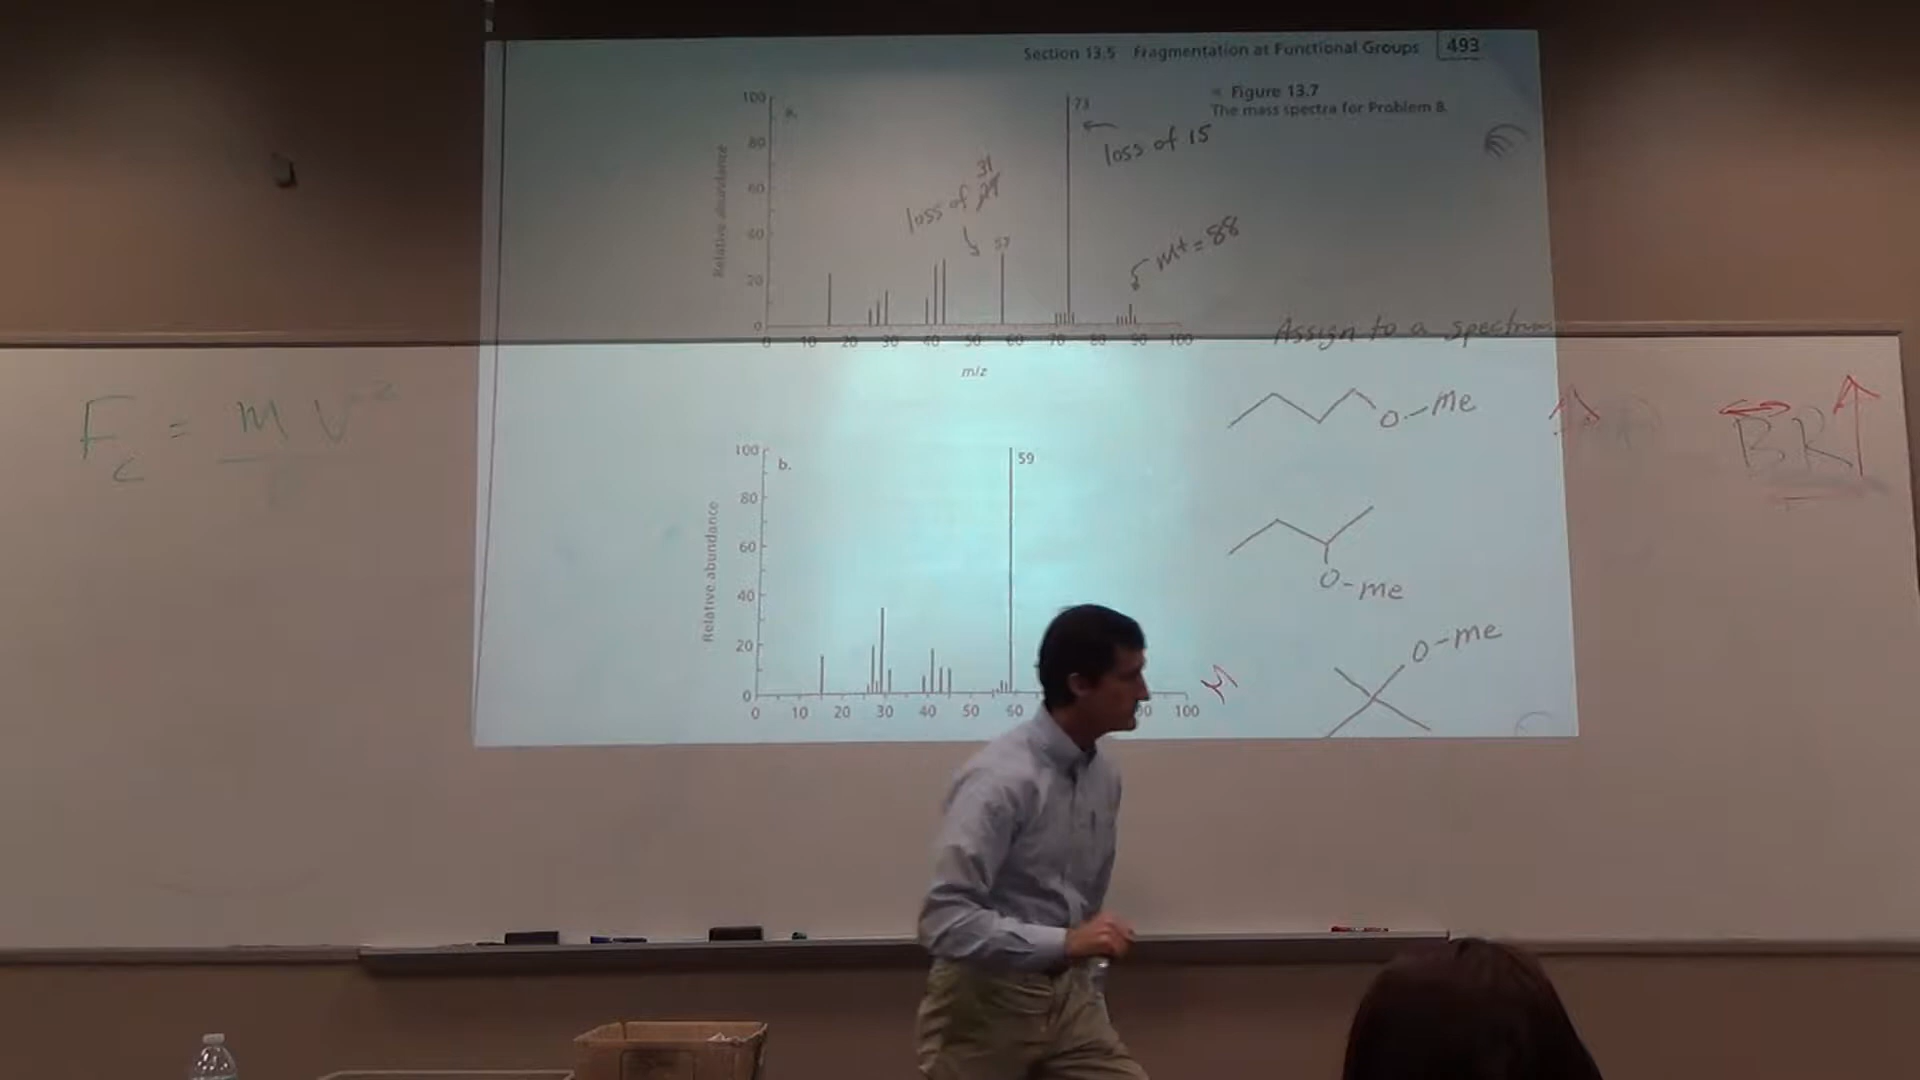 Section 13.5 Fragmentation at Functional Groups 493
Figure 13.7
The mass spectra for Problem 8.
100
80
60
40
20
0
Relative abundance
a.
73
loss of 15
loss of 31
57
m+ = 88
0 10 20 30 40 50 60 70 80 90 100
m/z
Assign to a spectrum
O-Me
F_c = m v^2
B R
100
80
60
40
20
0
Relative abundance
b.
59
O-Me
O-Me
0 10 20 30 40 50 60 90 100